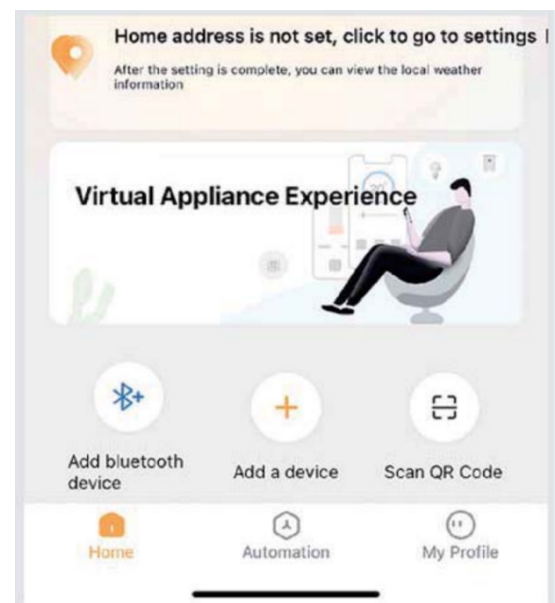 Home address is not set, click to go to settings
After the setting is complete, you can view the local weather
information
Virtual Appliance Experience
Add bluetooth
device
Add a device
Scan QR Code
Home
Automation
My Profile